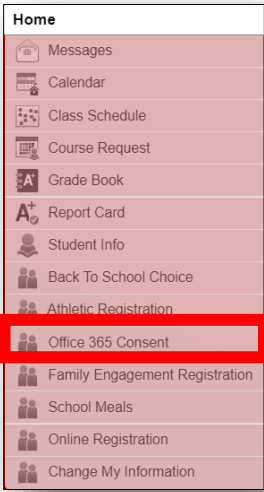 Home
Messages
Calendar
Class Schedule
Course Request
Grade Book
Report Card
Student Info
Back To School Choice
Athletic Registration
Office 365 Consent
Family Engagement Registration
School Meals
Online Registration
Change My Information